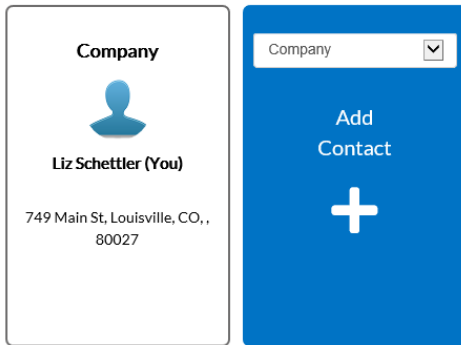 Company
Liz Schettler (You)
749 Main St, Louisville, CO, ,
80027
Company
Add
Contact